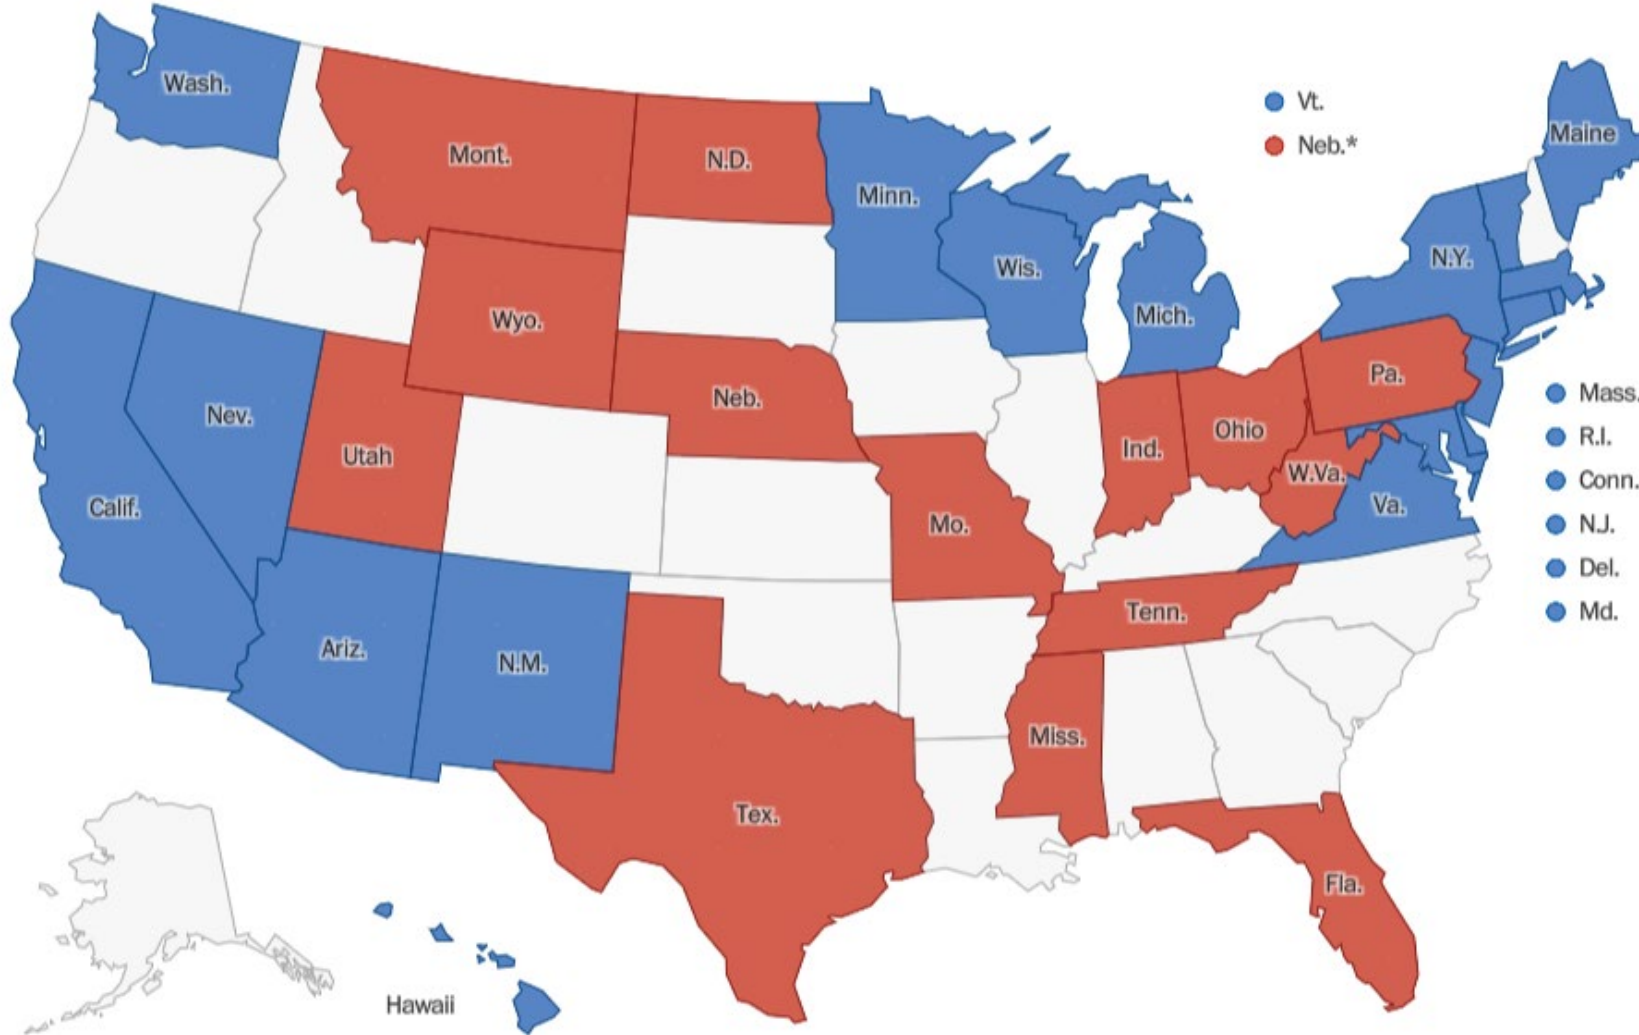 Wash.
Vt.
Maine
Neb.*
Mont.
N.D.
Minn.
N.Y.
Wis.
Mich.
Wyo.
Pa.
Neb.
Mass.
Nev.
Ohio
R.I.
Utah
Ind.
W.Va.
Conn.
Calif.
Va.
Mo.
N.J.
Del.
Tenn.
Md.
Ariz.
N.M.
Miss.
Tex.
Fla.
Hawaii